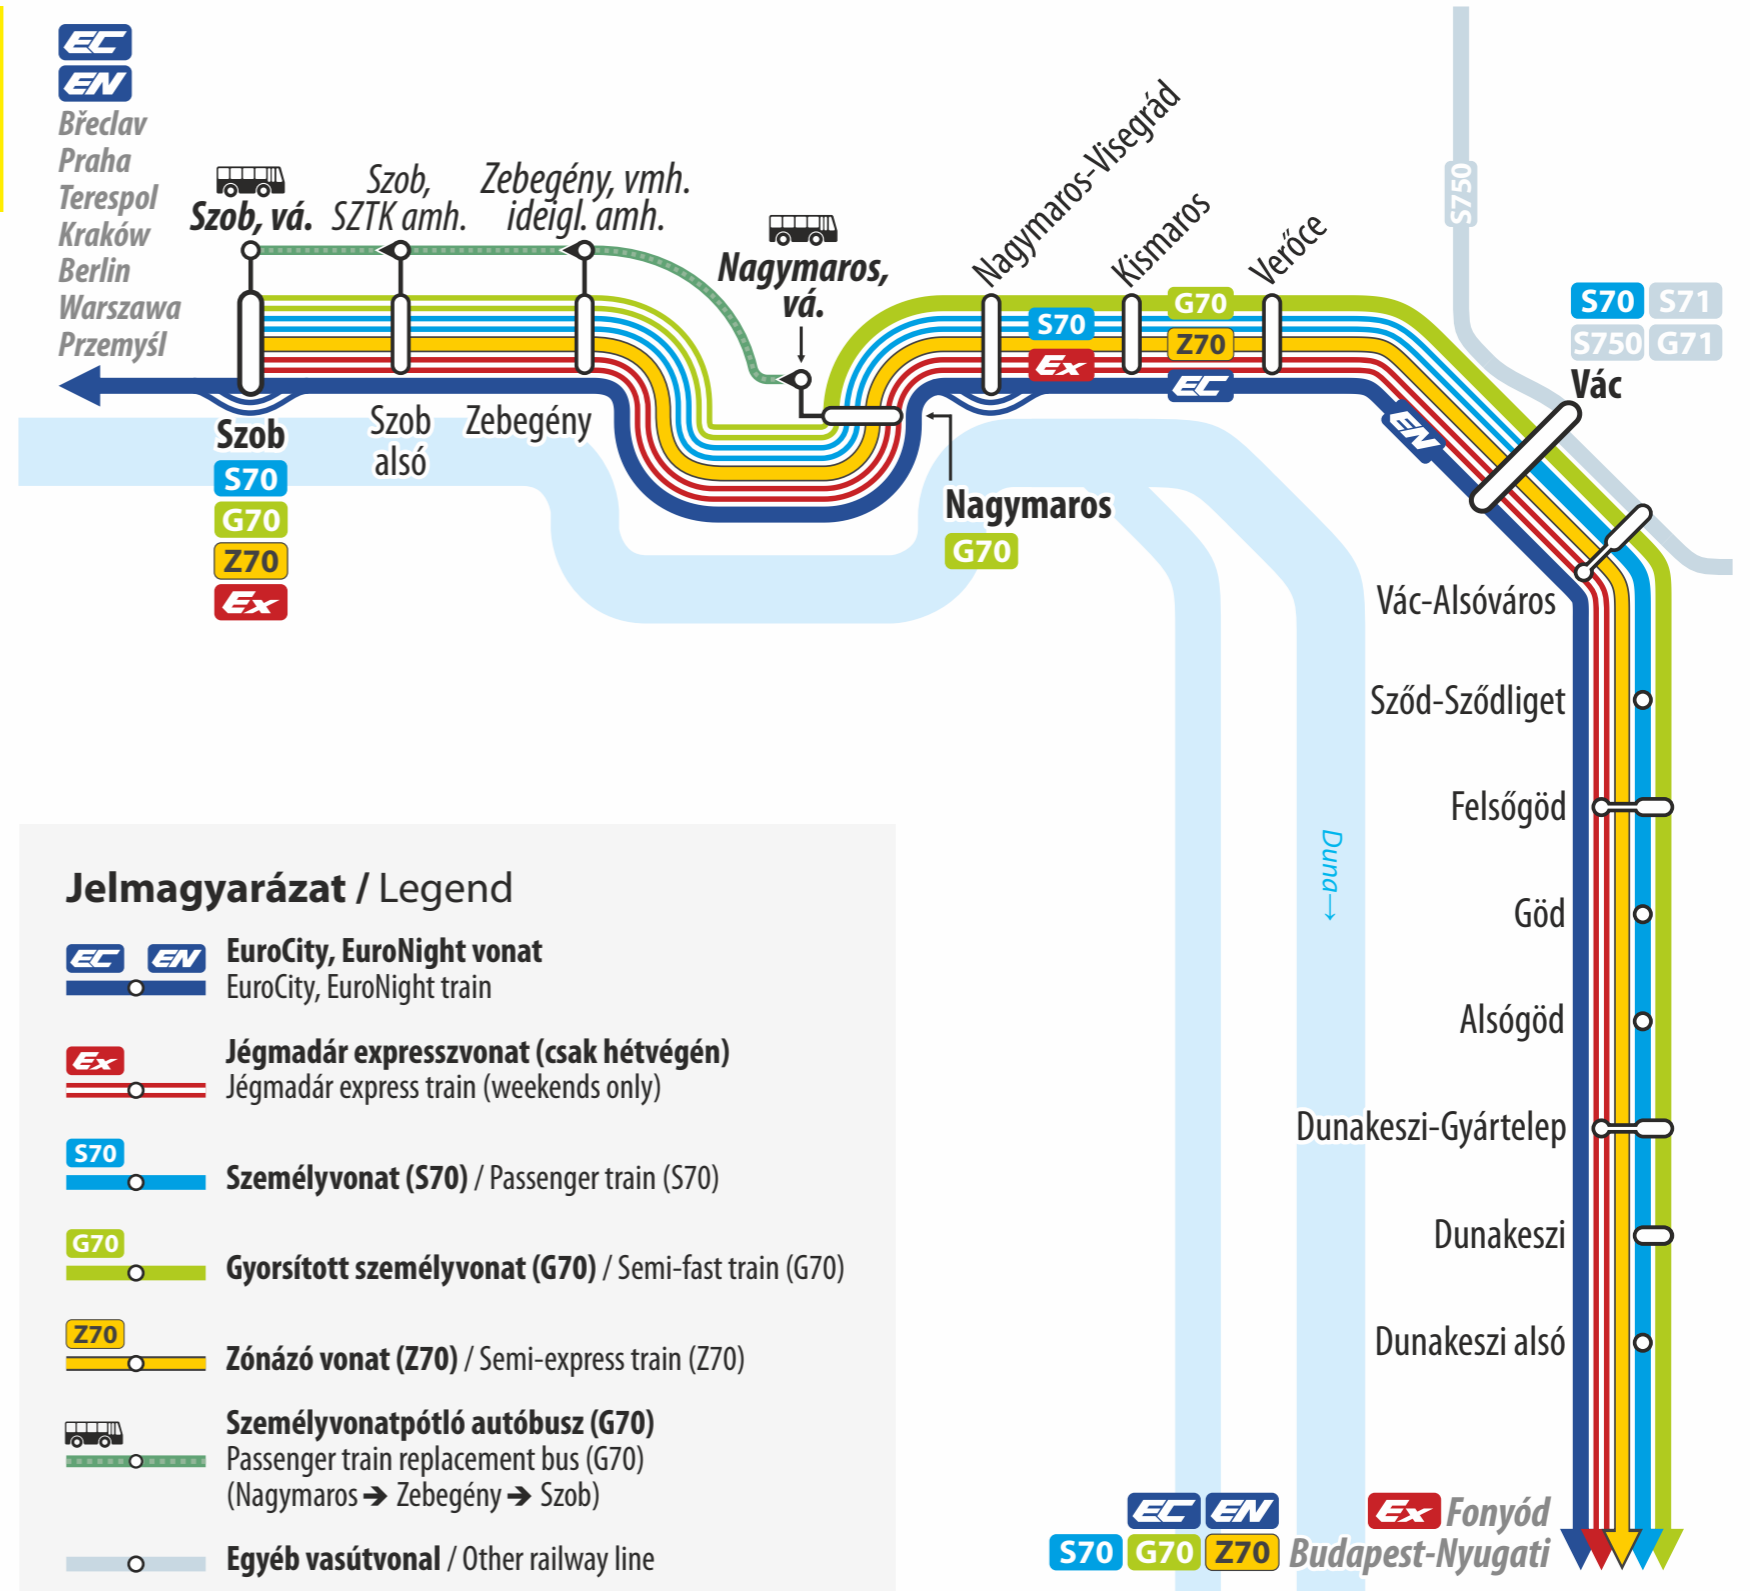 EC
EN
Břeclav
Praha
Terespol
Kraków
Berlin
Warszawa
Przemyśl
Szob, vá.
Szob,
SZTK amh.
Zebegény, vmh.
ideigl. amh.
Nagymaros,
vá.
Nagymaros-Visegrád
Kismaros
Verőce
S750
G70
S70
Z70
Ex
EC
EN
S70 S71
S750 G71
Vác
Szob
S70
G70
Z70
Ex
Szob
alsó
Zebegény
Nagymaros
G70
Vác-Alsóváros
Sződ-Sződliget
Felsőgöd
Göd
Alsógöd
Dunakeszi-Gyártelep
Dunakeszi
Dunakeszi alsó
Duna→
Jelmagyarázat / Legend
EC EN
EuroCity, EuroNight vonat
EuroCity, EuroNight train
Ex
Jégmadár expresszvonat (csak hétvégén)
Jégmadár express train (weekends only)
S70
Személyvonat (S70) / Passenger train (S70)
G70
Gyorsított személyvonat (G70) / Semi-fast train (G70)
Z70
Zónázó vonat (Z70) / Semi-express train (Z70)
Személyvonatpótló autóbusz (G70)
Passenger train replacement bus (G70)
(Nagymaros ➔ Zebegény ➔ Szob)
Egyéb vasútvonal / Other railway line
EC EN Ex Fonyód
S70 G70 Z70 Budapest-Nyugati